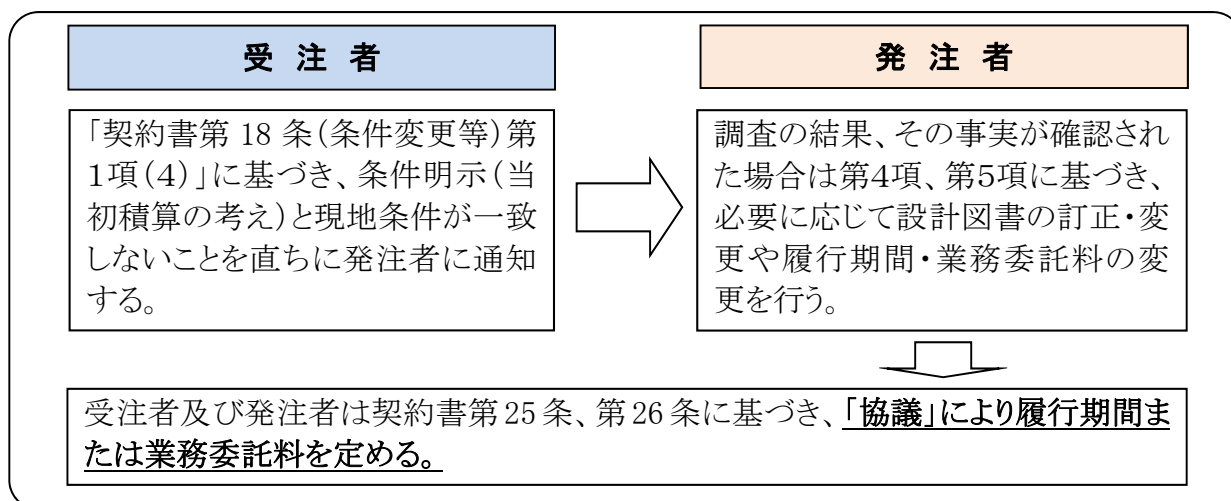 受 注 者
「契約書第 18 条(条件変更等)第
1項(4)」に基づき、条件明示(当
初積算の考え)と現地条件が一致
しないことを直ちに発注者に通知
する。
発 注 者
調査の結果、その事実が確認され
た場合は第4項、第5項に基づき、
必要に応じて設計図書の訂正・変
更や履行期間・業務委託料の変
更を行う。
受注者及び発注者は契約書第 25 条、第 26 条に基づき、「協議」により履行期間ま
たは業務委託料を定める。